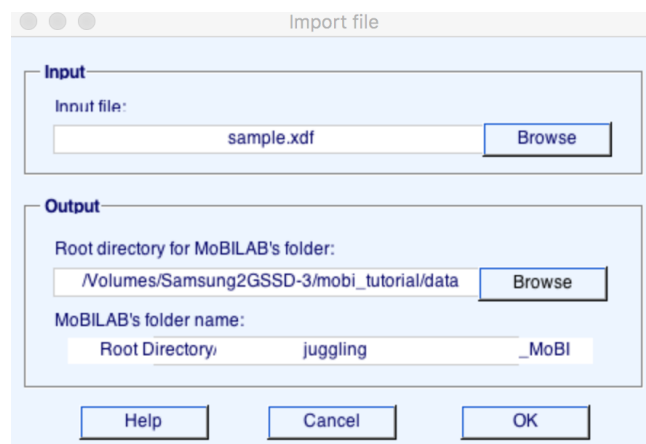 Import file
Input
Input file:
sample.xdf Browse
Output
Root directory for MoBILAB's folder:
/Volumes/Samsung2GSSD-3/mobi_tutorial/data Browse
MoBILAB's folder name:
Root Directory/ juggling _MoBI
Help Cancel OK